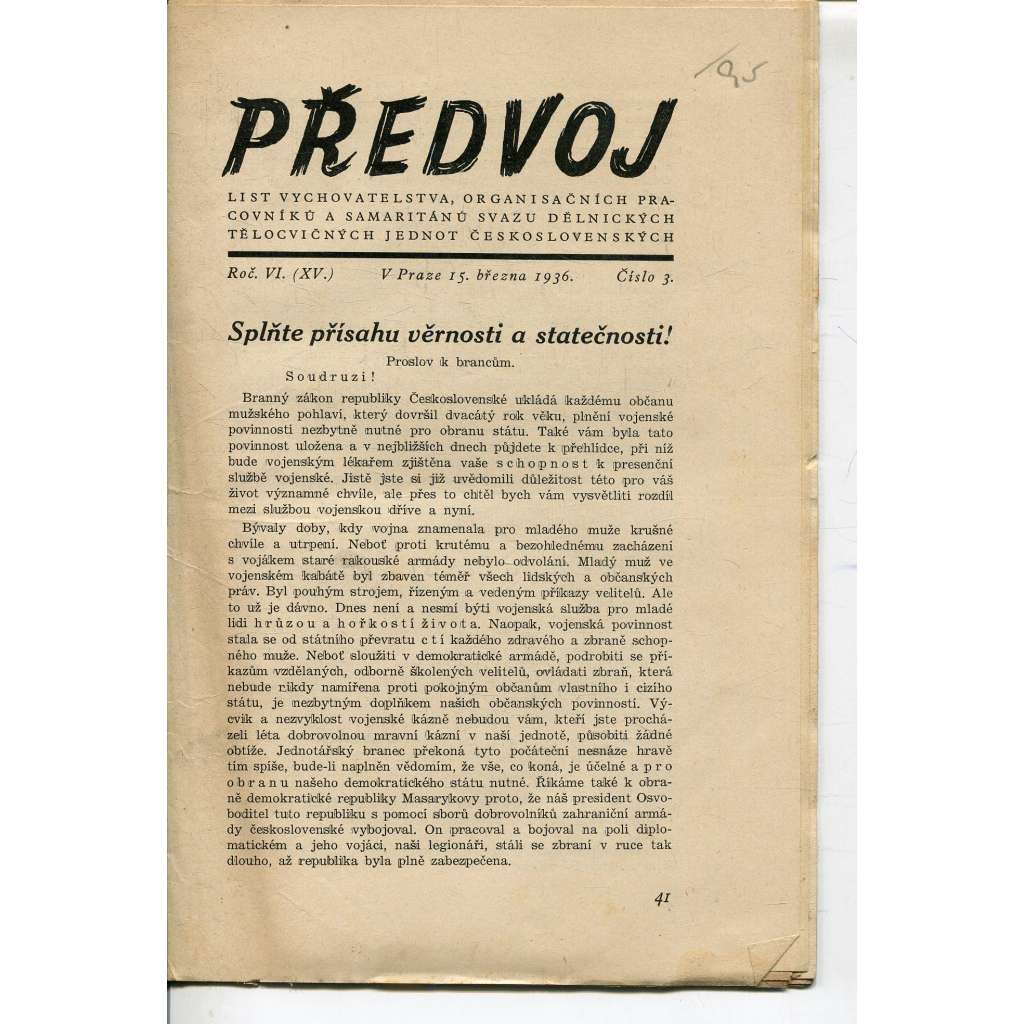 195
PŘEDVOJ
LIST VYCHOVATELSTVA, ORGANISAČNÍCH PRA-
COVNÍKŮ A SAMARITÁNŮ SVAZU DĚLNICKÝCH
TĚLOCVIČNÝCH JEDNOT ČESKOSLOVENSKÝCH
Roč. VI. (XV.) V Praze 15. března 1936. Číslo 3.
Splňte přísahu věrnosti a statečnosti!
Proslov k brancům.
Soudruzi!
Branný zákon republiky Československé ukládá každému občanu
mužského pohlaví, který dovršil dvacátý rok věku, plnění vojenské
povinnosti nezbytně nutné pro obranu státu. Také vám byla tato
povinnost uložena a v nejbližších dnech půjdete k přehlídce, při níž
bude vojenským lékařem zjištěna vaše schopnost k presenční
službě vojenské. Jistě jste si již uvědomili důležitost této pro váš
život významné chvíle, ale přes to chtěl bych vám vysvětliti rozdíl
mezi službou vojenskou dříve a nyní.
Bývaly doby, kdy vojna znamenala pro mladého muže krušné
chvíle a utrpení. Neboť proti krutému a bezohlednému zacházení
s vojákem staré rakouské armády nebylo odvolání. Mladý muž ve
vojenském kabátě byl zbaven téměř všech lidských a občanských
práv. Byl pouhým strojem, řízeným a vedeným příkazy velitelů. Ale
to už je dávno. Dnes není a nesmí býti vojenská služba pro mladé
lidi hrůzou a hořkostí života. Naopak, vojenská povinnost
stala se od státního převratu ctí každého zdravého a zbraně schop-
ného muže. Neboť sloužiti v demokratické armádě, podrobiti se pří-
kazům vzdělaných, odborně školených velitelů, ovládati zbraň, která
nebude nikdy namířena proti pokojným občanům vlastního i cizího
státu, je nezbytným doplňkem našich občanských povinností. Vý-
cvik a nezvyklost vojenské kázně nebudou vám, kteří jste prochá-
zeli léta dobrovolnou mravní kázní v naší jednotě, působiti žádné
obtíže. Jednotářský branec překoná tyto počáteční nesnáze hravě
tím spíše, bude-li naplněn vědomím, že vše, co koná, je účelné a pro
obranu našeho demokratického státu nutné. Říkáme také k obra-
ně demokratické republiky Masarykovy proto, že náš president Osvo-
boditel tuto republiku s pomocí sborů dobrovolníků zahraniční armá-
dy československé vybojoval. On pracoval a bojoval na poli diplo-
matickém a jeho vojáci, naši legionáři, stáli se zbraní v ruce tak
dlouho, až republika byla plně zabezpečena.
41